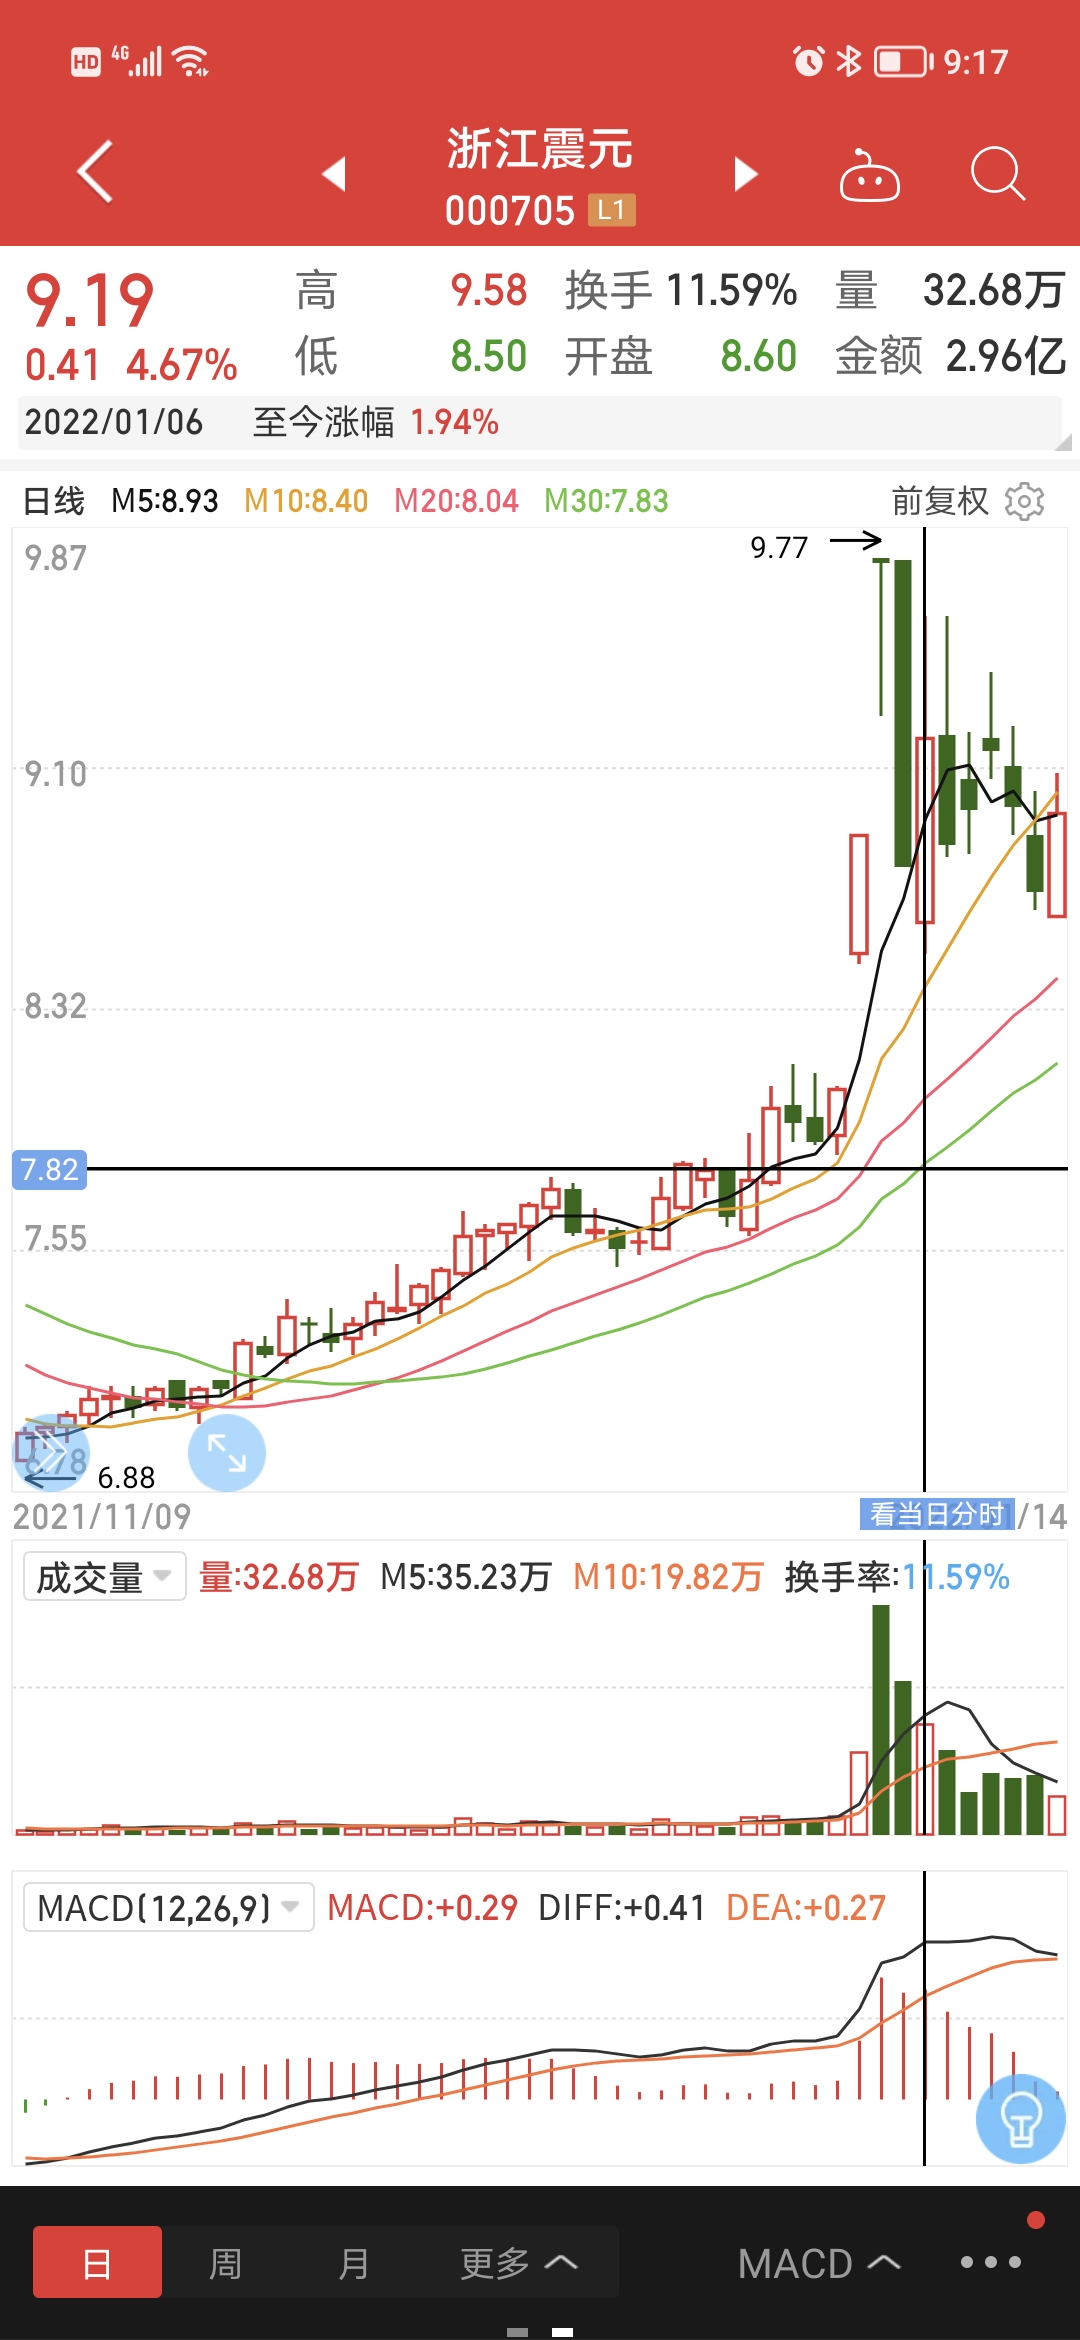 HD 4G 9:17
浙江震元
000705 L1
9.19 高 9.58 换手 11.59% 量 32.68万
0.41 4.67% 低 8.50 开盘 8.60 金额 2.96亿
2022/01/06 至今涨幅 1.94%
日线 M5:8.93 M10:8.40 M20:8.04 M30:7.83 前复权
9.87
9.77
9.10
8.32
7.82
7.55
6.78
6.88
2021/11/09 看当日分时 /14
成交量 量:32.68万 M5:35.23万 M10:19.82万 换手率:11.59%
MACD(12,26,9) MACD:+0.29 DIFF:+0.41 DEA:+0.27
日 周 月 更多 MACD